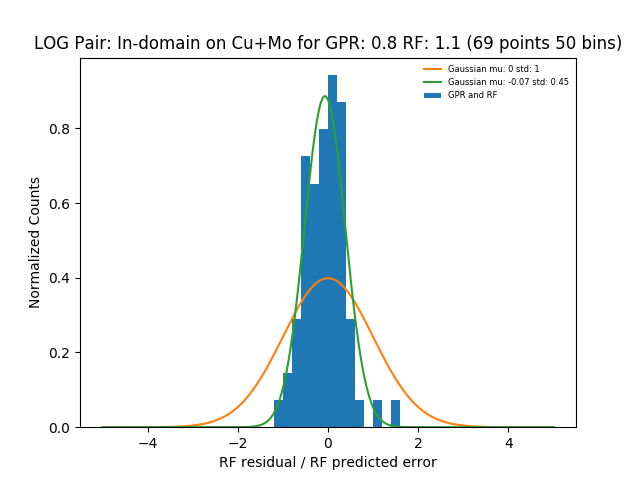 LOG Pair: In-domain on Cu+Mo for GPR: 0.8 RF: 1.1 (69 points 50 bins)
Gaussian mu: 0 std: 1
Gaussian mu: -0.07 std: 0.45
GPR and RF
Normalized Counts
0.8
0.6
0.4
0.2
0.0
−4 −2 0 2 4
RF residual / RF predicted error